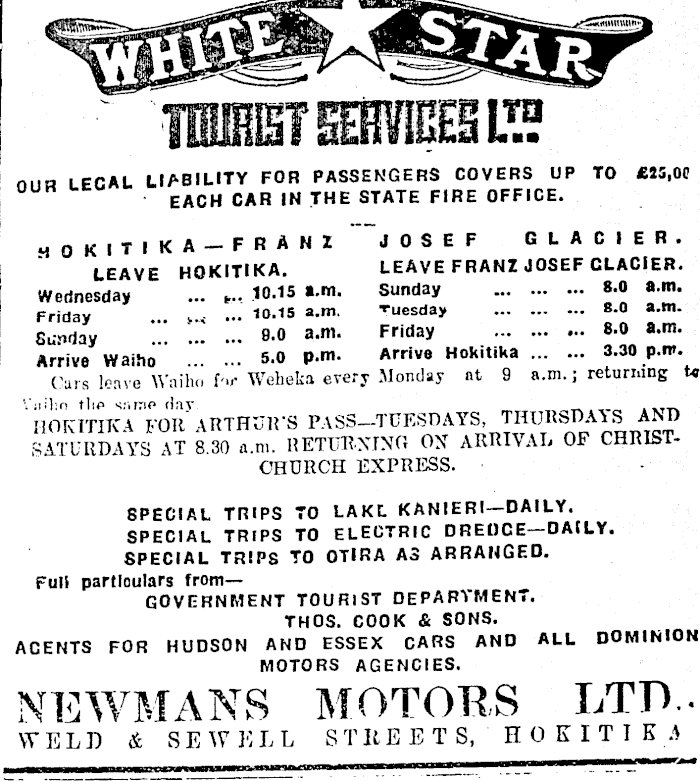 WHITE STAR
TOURIST SERVICES LTD
OUR LEGAL LIABILITY FOR PASSENGERS COVERS UP TO £25,00
EACH CAR IN THE STATE FIRE OFFICE.
HOKITIKA—FRANZ JOSEF GLACIER.
LEAVE HOKITIKA.
Wednesday ... ... 10.15 a.m.
Friday ... ... ... 10.15 a.m.
Sunday ... ... ... 9.0 a.m.
Arrive Waiho ... ... 5.0 p.m.
LEAVE FRANZ JOSEF GLACIER.
Sunday ... ... ... 8.0 a.m.
Tuesday ... ... ... 8.0 a.m.
Friday ... ... ... 8.0 a.m.
Arrive Hokitika ... ... 3.30 p.m.
Cars leave Waiho for Weheka every Monday at 9 a.m.; returning to
Waiho the same day.
HOKITIKA FOR ARTHUR'S PASS—TUESDAYS, THURSDAYS AND
SATURDAYS AT 8.30 a.m. RETURNING ON ARRIVAL OF CHRIST-
CHURCH EXPRESS.
SPECIAL TRIPS TO LAKE KANIERI—DAILY.
SPECIAL TRIPS TO ELECTRIC DREDGE—DAILY.
SPECIAL TRIPS TO OTIRA AS ARRANGED.
Full particulars from—
GOVERNMENT TOURIST DEPARTMENT.
THOS. COOK & SONS.
AGENTS FOR HUDSON AND ESSEX CARS AND ALL DOMINION
MOTORS AGENCIES.
NEWMANS MOTORS LTD..
WELD & SEWELL STREETS, HOKITIKA